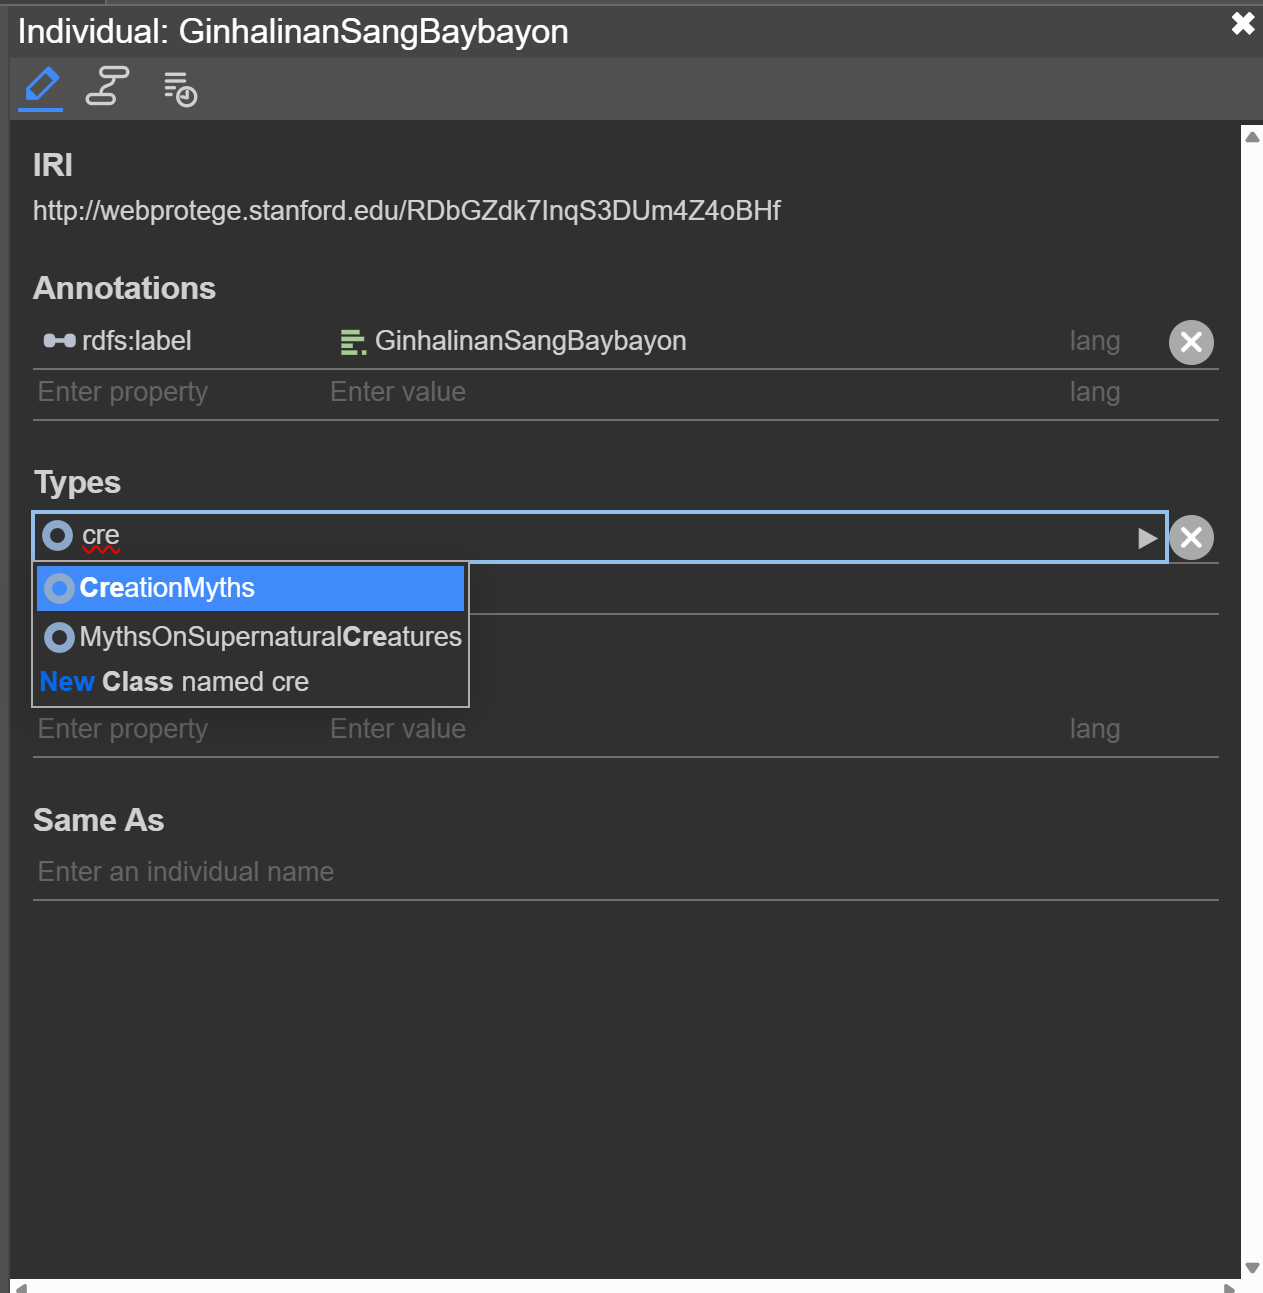 Individual: GinhalinanSangBaybayon
IRI
http://webprotege.stanford.edu/RDbGZdk7InqS3DUm4Z4oBHf
Annotations
rdfs:label GinhalinanSangBaybayon lang
Enter property Enter value lang
Types
cre
CreationMyths
MythsOnSupernaturalCreatures
New Class named cre
Enter property Enter value lang
Same As
Enter an individual name